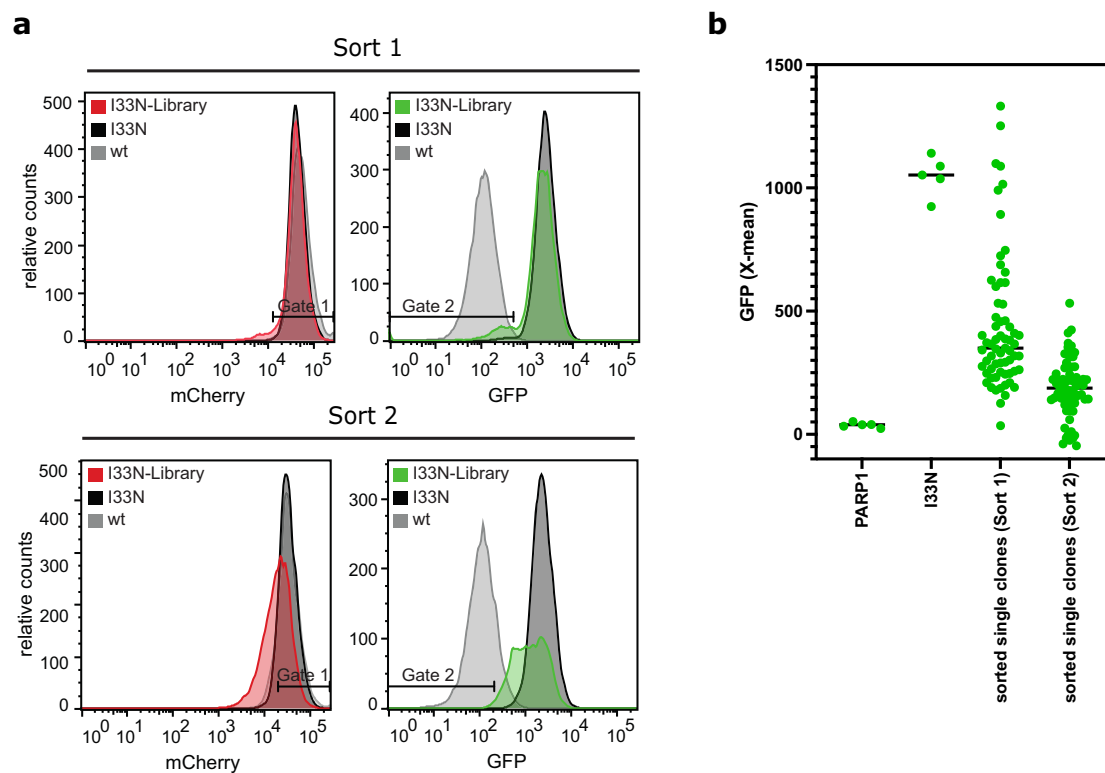 a
Sort 1
I33N-Library
I33N
wt
Gate 1
relative counts
500
400
300
200
100
0
10^0 10^1 10^2 10^3 10^4 10^5
mCherry
I33N-Library
I33N
wt
Gate 2
400
300
200
100
0
10^0 10^1 10^2 10^3 10^4 10^5
GFP
Sort 2
I33N-Library
I33N
wt
Gate 1
relative counts
500
400
300
200
100
0
10^0 10^1 10^2 10^3 10^4 10^5
mCherry
I33N-Library
I33N
wt
Gate 2
300
200
100
0
10^0 10^1 10^2 10^3 10^4 10^5
GFP
b
GFP (X-mean)
1500
1000
500
0
PARP1
I33N
sorted single clones (Sort 1)
sorted single clones (Sort 2)